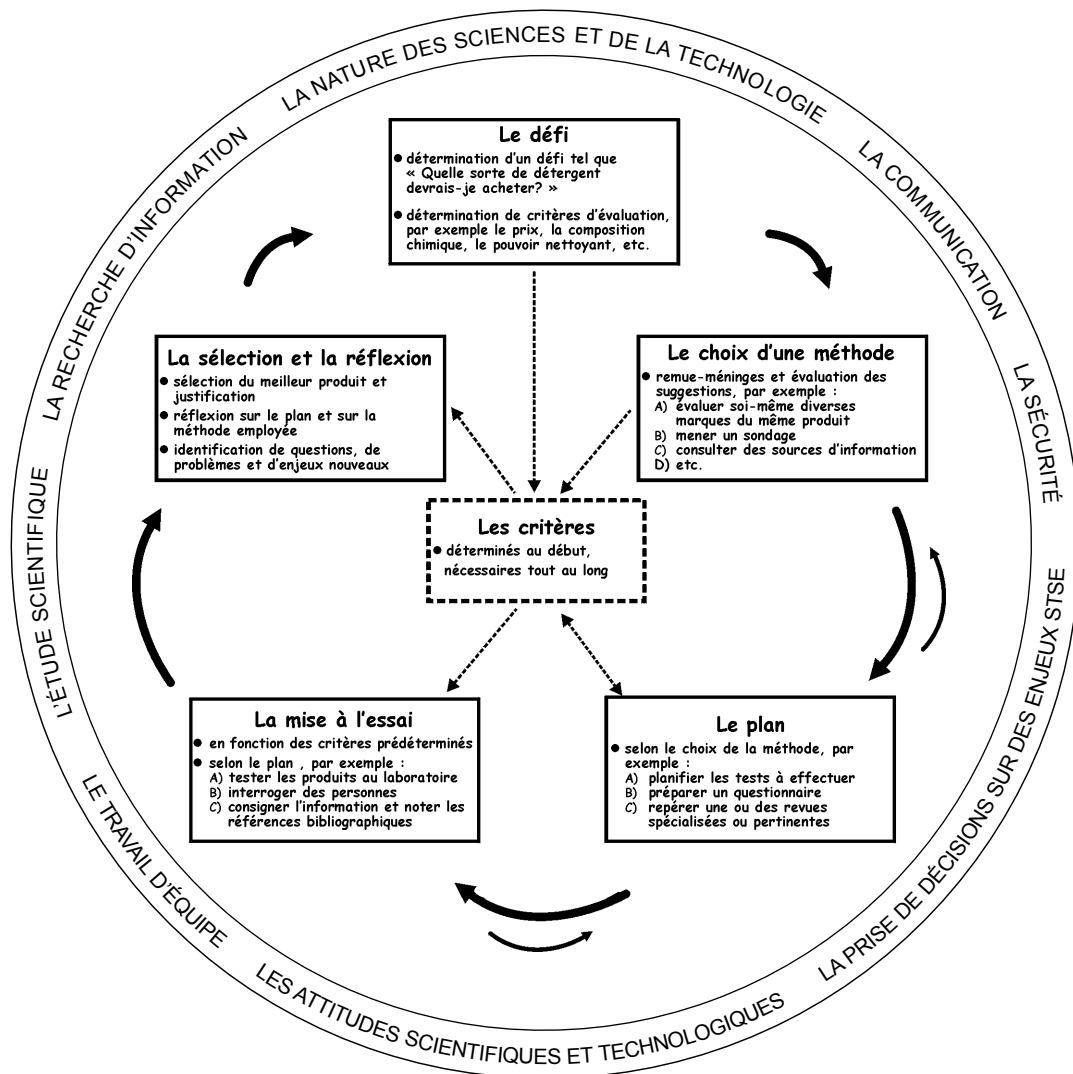 LA NATURE DES SCIENCES ET DE LA TECHNOLOGIE
LA COMMUNICATION
LA SÉCURITÉ
LA PRISE DE DÉCISIONS SUR DES ENJEUX STSE
LES ATTITUDES SCIENTIFIQUES ET TECHNOLOGIQUES
LE TRAVAIL D'ÉQUIPE
L'ÉTUDE SCIENTIFIQUE
LA RECHERCHE D'INFORMATION
Le défi
● détermination d'un défi tel que
« Quelle sorte de détergent
devrais-je acheter? »
● détermination de critères d'évaluation,
par exemple le prix, la composition
chimique, le pouvoir nettoyant, etc.
Le choix d'une méthode
● remue-méninges et évaluation des
suggestions, par exemple :
A) évaluer soi-même diverses
marques du même produit
B) mener un sondage
C) consulter des sources d'information
D) etc.
Le plan
● selon le choix de la méthode, par
exemple :
A) planifier les tests à effectuer
B) préparer un questionnaire
C) repérer une ou des revues
spécialisées ou pertinentes
La mise à l'essai
● en fonction des critères prédéterminés
● selon le plan , par exemple :
A) tester les produits au laboratoire
B) interroger des personnes
C) consigner l'information et noter les
références bibliographiques
La sélection et la réflexion
● sélection du meilleur produit et
justification
● réflexion sur le plan et sur la
méthode employée
● identification de questions, de
problèmes et d'enjeux nouveaux
Les critères
● déterminés au début,
nécessaires tout au long